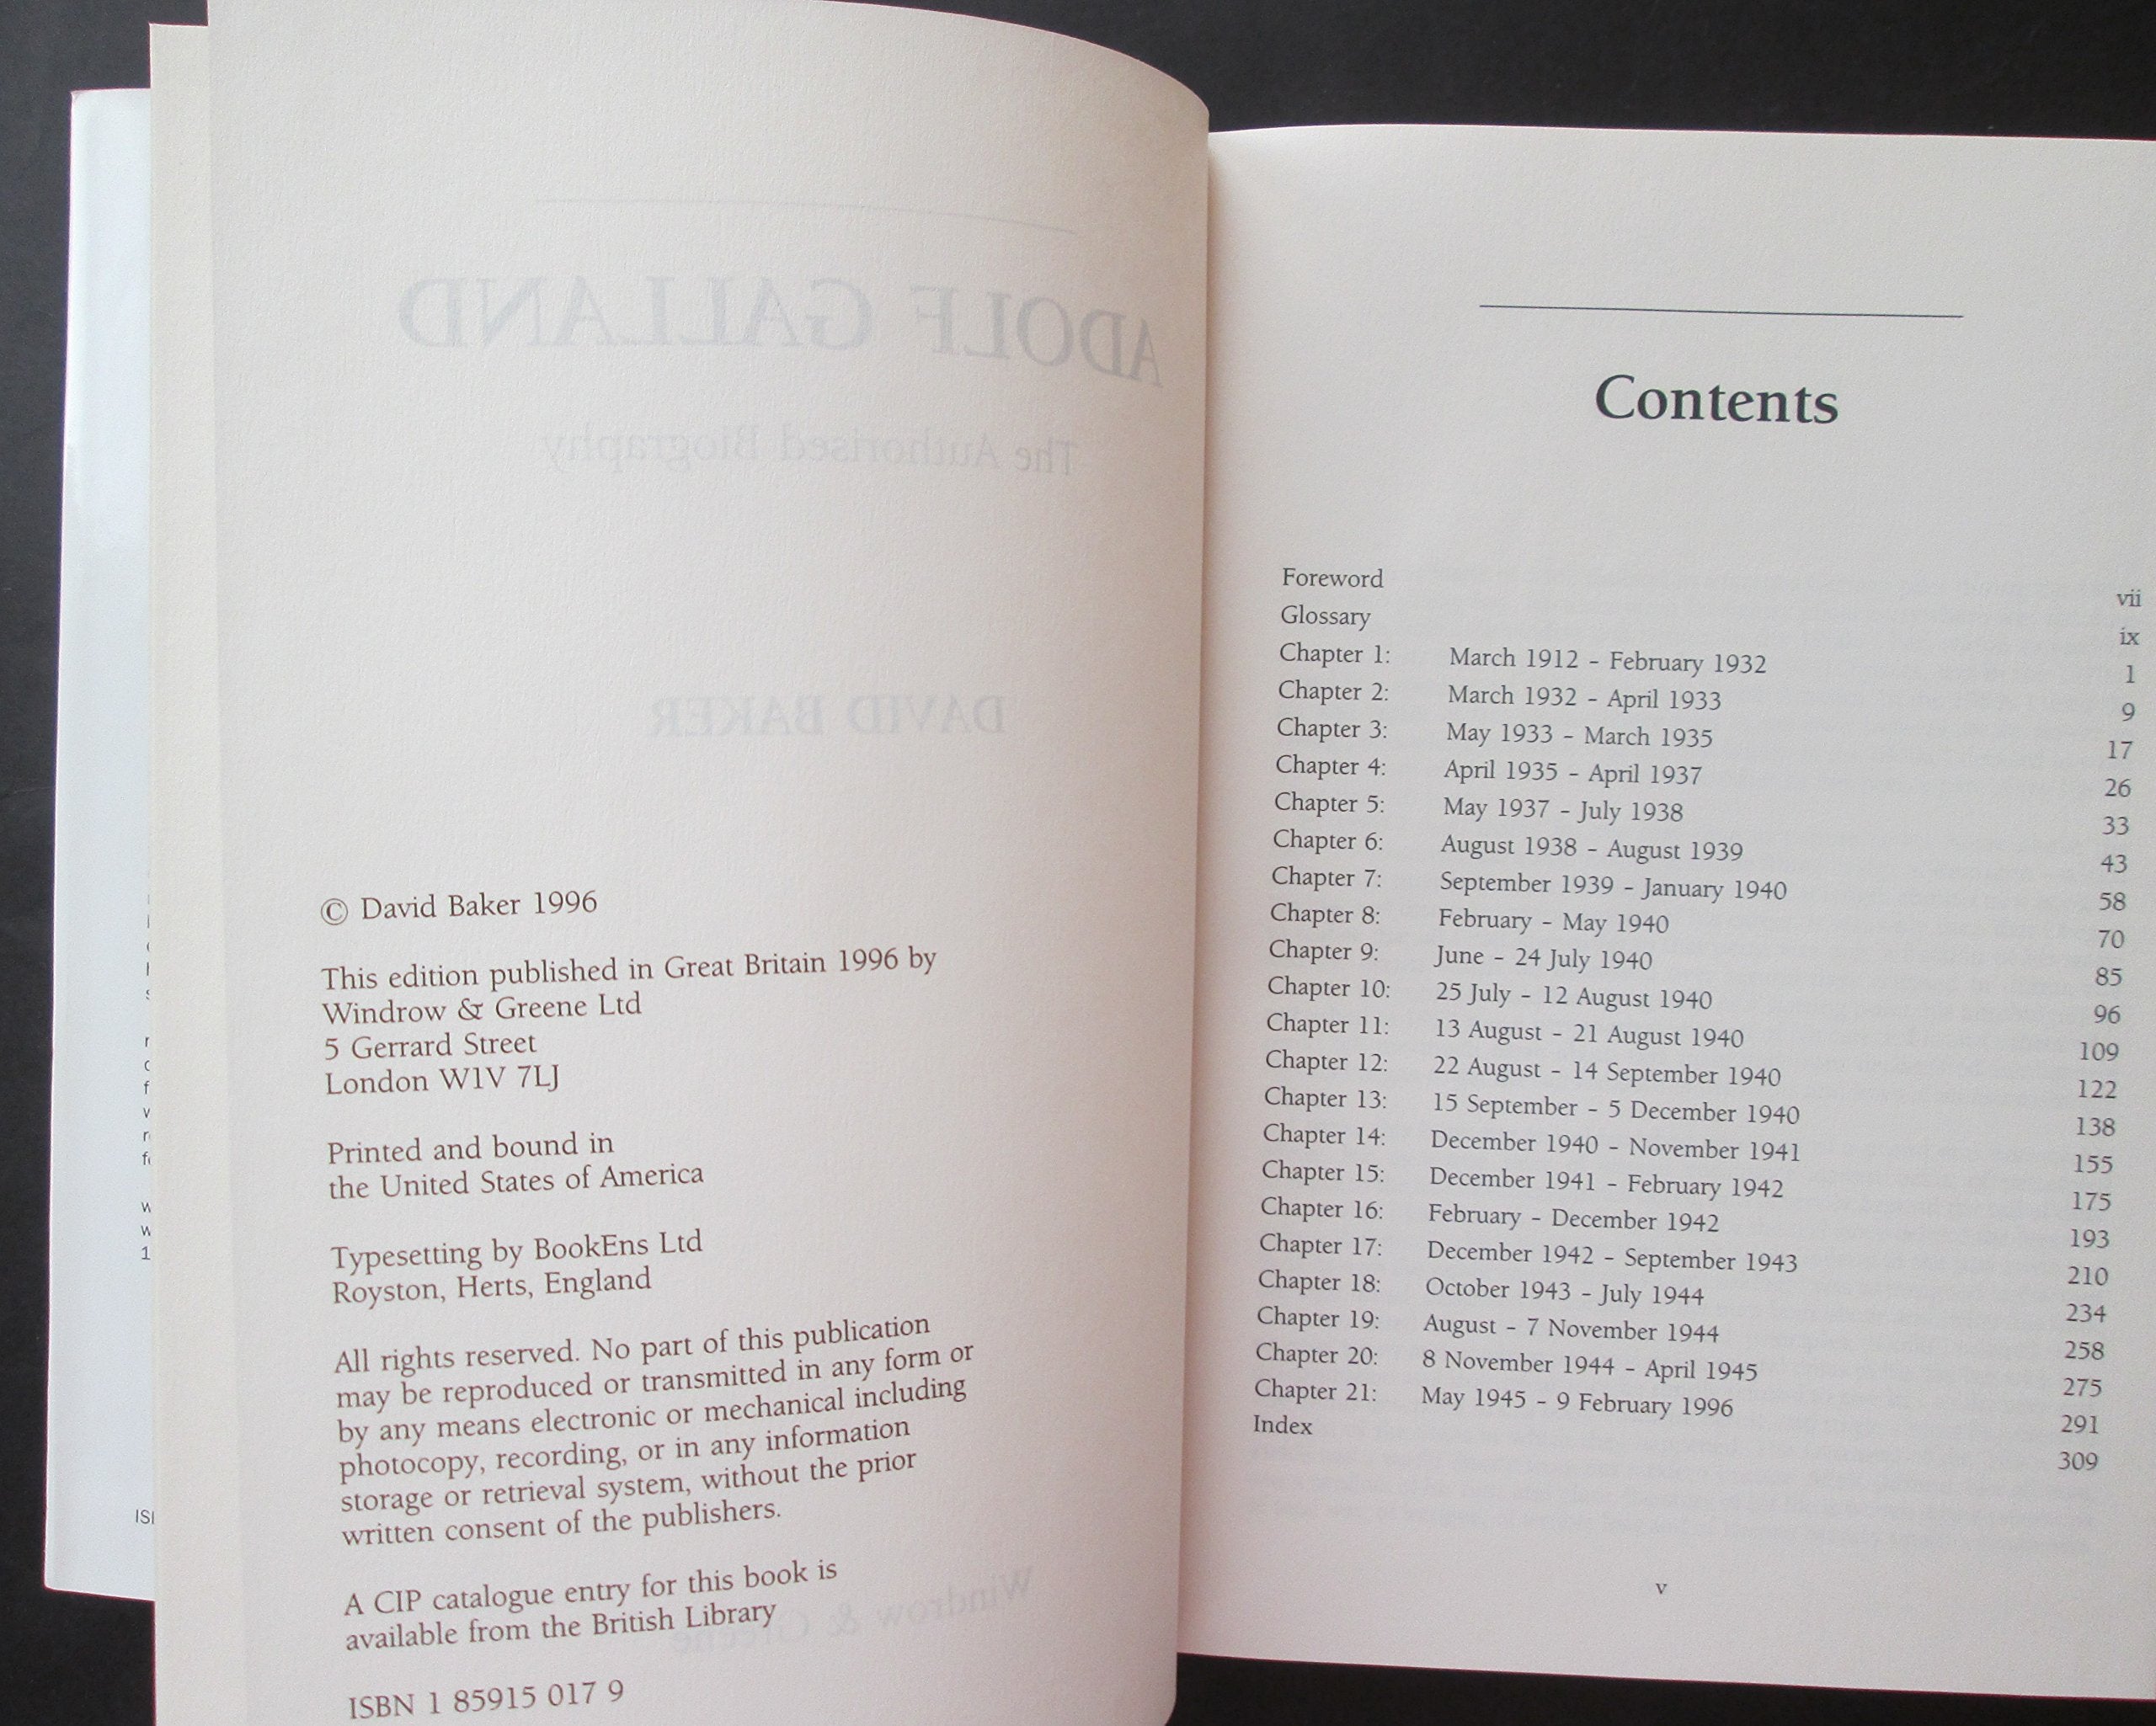 ADOLF GALLAND
The Authorised Biography
DAVID BAKER
© David Baker 1996
This edition published in Great Britain 1996 by
Windrow & Greene Ltd
5 Gerrard Street
London W1V 7LJ
Printed and bound in
the United States of America
Typesetting by BookEns Ltd
Royston, Herts, England
All rights reserved. No part of this publication
may be reproduced or transmitted in any form or
by any means electronic or mechanical including
photocopy, recording, or in any information
storage or retrieval system, without the prior
written consent of the publishers.
A CIP catalogue entry for this book is
available from the British Library
Windrow & Greene
ISBN 1 85915 017 9
Contents
Foreword vii
Glossary ix
Chapter 1: March 1912 – February 1932 1
Chapter 2: March 1932 – April 1933 9
Chapter 3: May 1933 – March 1935 17
Chapter 4: April 1935 – April 1937 26
Chapter 5: May 1937 – July 1938 33
Chapter 6: August 1938 – August 1939 43
Chapter 7: September 1939 – January 1940 58
Chapter 8: February – May 1940 70
Chapter 9: June – 24 July 1940 85
Chapter 10: 25 July – 12 August 1940 96
Chapter 11: 13 August – 21 August 1940 109
Chapter 12: 22 August – 14 September 1940 122
Chapter 13: 15 September – 5 December 1940 138
Chapter 14: December 1940 – November 1941 155
Chapter 15: December 1941 – February 1942 175
Chapter 16: February – December 1942 193
Chapter 17: December 1942 – September 1943 210
Chapter 18: October 1943 – July 1944 234
Chapter 19: August – 7 November 1944 258
Chapter 20: 8 November 1944 – April 1945 275
Chapter 21: May 1945 – 9 February 1996 291
Index 309
v